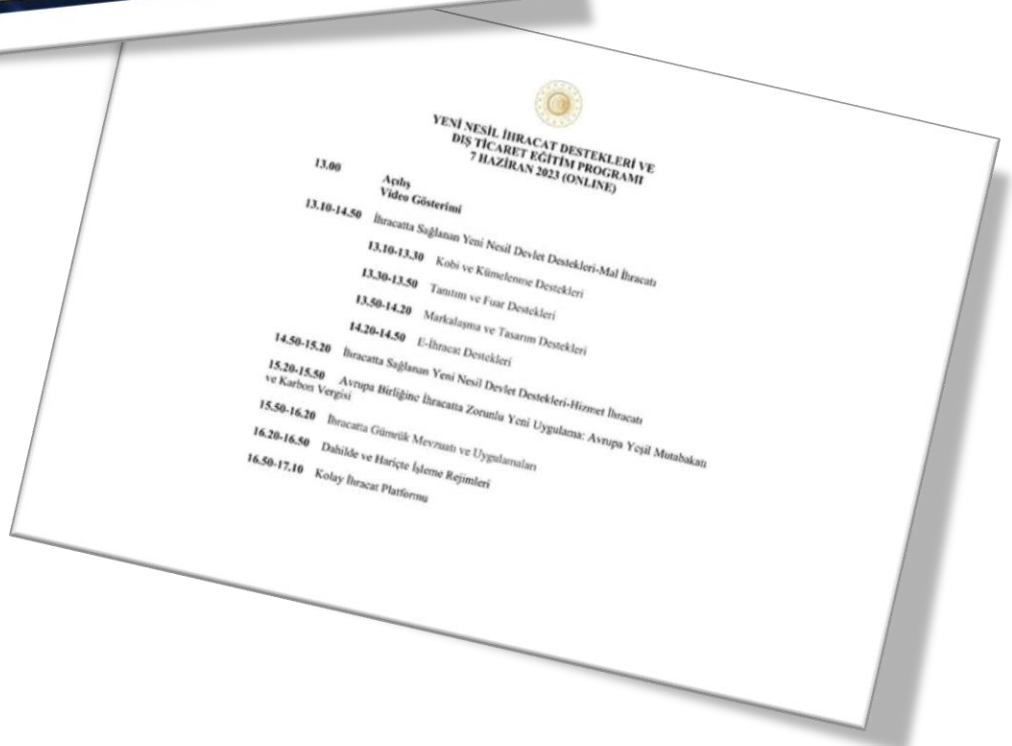 YENİ NESİL İHRACAT DESTEKLERİ VE
DIŞ TİCARET EĞİTİM PROGRAMI
7 HAZİRAN 2023 (ONLINE)
13.00 Açılış
Video Gösterimi
13.10-14.50 İhracatta Sağlanan Yeni Nesil Devlet Destekleri-Mal İhracatı
13.10-13.30 Kobi ve Kümelenme Destekleri
13.30-13.50 Tanıtım ve Fuar Destekleri
13.50-14.20 Markalaşma ve Tasarım Destekleri
14.20-14.50 E-İhracat Destekleri
14.50-15.20 İhracatta Sağlanan Yeni Nesil Devlet Destekleri-Hizmet İhracatı
15.20-15.50 Avrupa Birliğine İhracatta Zorunlu Yeni Uygulama: Avrupa Yeşil Mutabakatı
ve Karbon Vergisi
15.50-16.20 İhracatta Gümrük Mevzuatı ve Uygulamaları
16.20-16.50 Dahilde ve Hariçte İşleme Rejimleri
16.50-17.10 Kolay İhracat Platformu